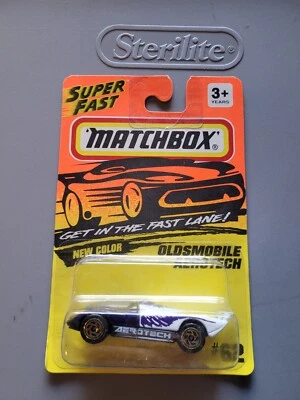 Sterilite®
SUPER
FAST
3+
YEARS
MATCHBOX®
GET IN THE FAST LANE!
NEW COLOR
OLDSMOBILE
AEROTECH
AEROTECH
#62